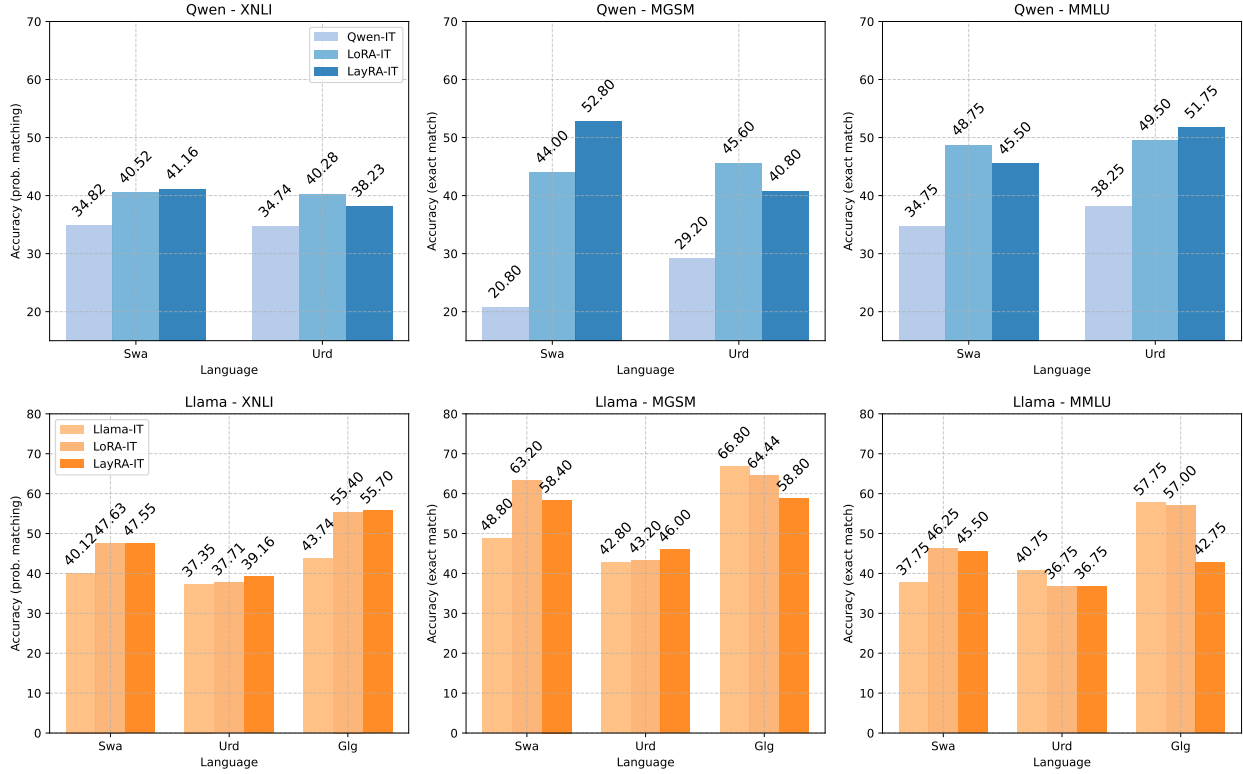 Qwen - XNLI
Accuracy (prob. matching)
70
60
50
40
30
20
Qwen-IT
LoRA-IT
LayRA-IT
34.82
40.52
41.16
34.74
40.28
38.23
Swa
Urd
Language
Qwen - MGSM
Accuracy (exact match)
70
60
50
40
30
20
20.80
44.00
52.80
29.20
45.60
40.80
Swa
Urd
Language
Qwen - MMLU
Accuracy (exact match)
70
60
50
40
30
20
34.75
48.75
45.50
38.25
49.50
51.75
Swa
Urd
Language
Llama - XNLI
Accuracy (prob. matching)
80
70
60
50
40
30
20
10
0
Llama-IT
LoRA-IT
LayRA-IT
40.12
47.63
47.55
37.35
37.71
39.16
43.74
55.40
55.70
Swa
Urd
Glg
Language
Llama - MGSM
Accuracy (exact match)
80
70
60
50
40
30
20
10
0
48.80
63.20
58.40
42.80
43.20
46.00
66.80
64.44
58.80
Swa
Urd
Glg
Language
Llama - MMLU
Accuracy (exact match)
80
70
60
50
40
30
20
10
0
37.75
46.25
45.50
40.75
36.75
36.75
57.75
57.00
42.75
Swa
Urd
Glg
Language